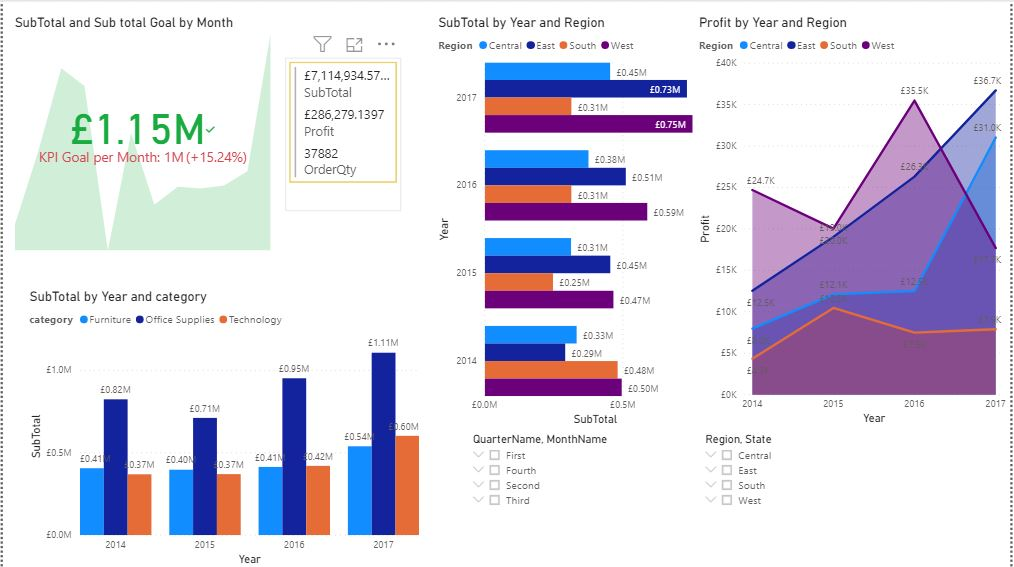 SubTotal and Sub total Goal by Month
£1.15M
KPI Goal per Month: 1M (+15.24%)
£7,114,934.57...
SubTotal
£286,279.1397
Profit
37882
OrderQty
SubTotal by Year and Region
Region Central East South West
Year
2017
£0.45M
£0.73M
£0.31M
£0.75M
2016
£0.38M
£0.51M
£0.31M
£0.59M
2015
£0.31M
£0.45M
£0.25M
£0.47M
2014
£0.33M
£0.29M
£0.48M
£0.50M
£0.0M £0.5M
SubTotal
Profit by Year and Region
Region Central East South West
Profit
£40K
£35K
£30K
£25K
£20K
£15K
£10K
£5K
£0K
£36.7K
£35.5K
£31.0K
£24.7K
£12.1K
2014 2015 2016 2017
Year
SubTotal by Year and category
category Furniture Office Supplies Technology
SubTotal
£1.0M
£0.5M
£0.0M
£0.41M £0.82M £0.37M
£0.40M £0.71M £0.37M
£0.41M £0.95M £0.42M
£0.54M £1.11M £0.60M
2014 2015 2016 2017
Year
QuarterName, MonthName
First
Fourth
Second
Third
Region, State
Central
East
South
West